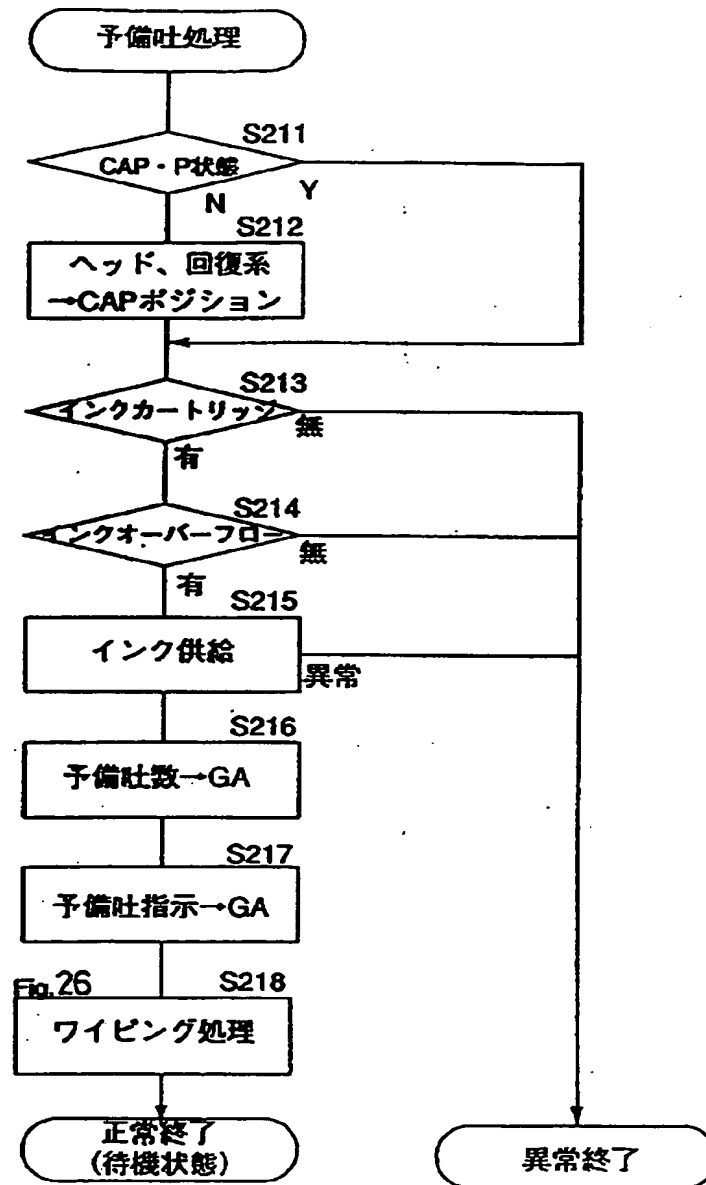 予備吐処理
S211
CAP・P状態
N
Y
S212
ヘッド、回復系
→CAPポジション
S213
インクカートリッジ
無
有
S214
インクオーバーフロー
無
有
S215
インク供給
異常
S216
予備吐数→GA
S217
予備吐指示→GA
Fig.26
S218
ワイピング処理
正常終了
(待機状態)
異常終了